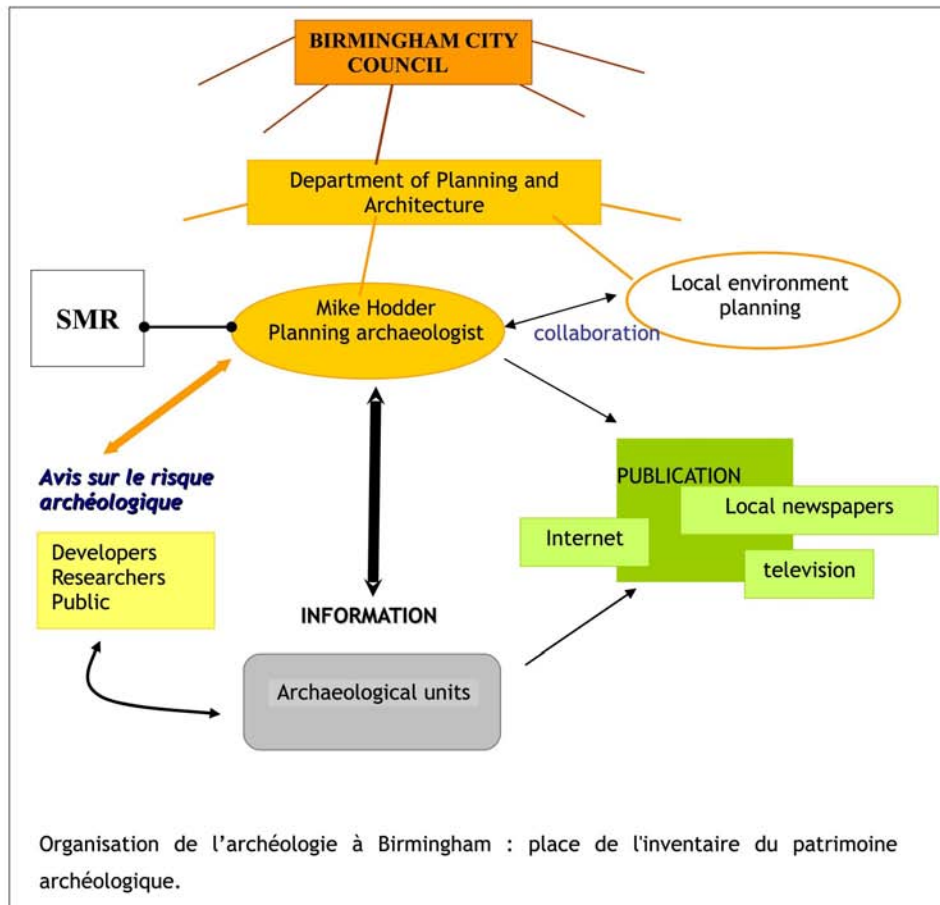 BIRMINGHAM CITY
COUNCIL
Department of Planning and
Architecture
SMR
Mike Hodder
Planning archaeologist
Local environment
planning
collaboration
Avis sur le risque
archéologique
Developers
Researchers
Public
PUBLICATION
Local newspapers
Internet
television
INFORMATION
Archaeological units
Organisation de l'archéologie à Birmingham : place de l'inventaire du patrimoine
archéologique.